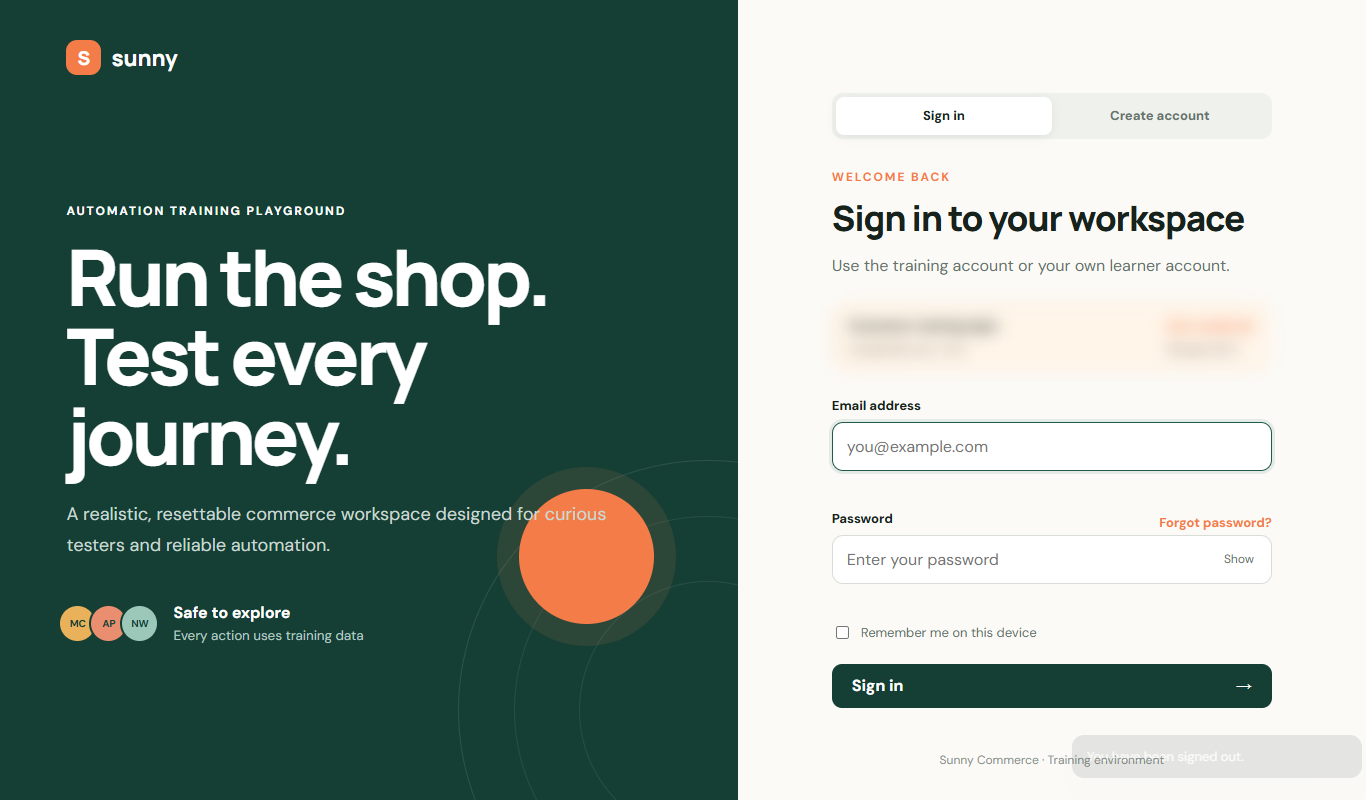 S sunny
AUTOMATION TRAINING PLAYGROUND
Run the shop.
Test every
journey.
A realistic, resettable commerce workspace designed for curious
testers and reliable automation.
MC AP NW
Safe to explore
Every action uses training data
Sign in
Create account
WELCOME BACK
Sign in to your workspace
Use the training account or your own learner account.
Email address
you@example.com
Password
Forgot password?
Enter your password
Show
Remember me on this device
Sign in →
Sunny Commerce · Training environment
You have been signed out.